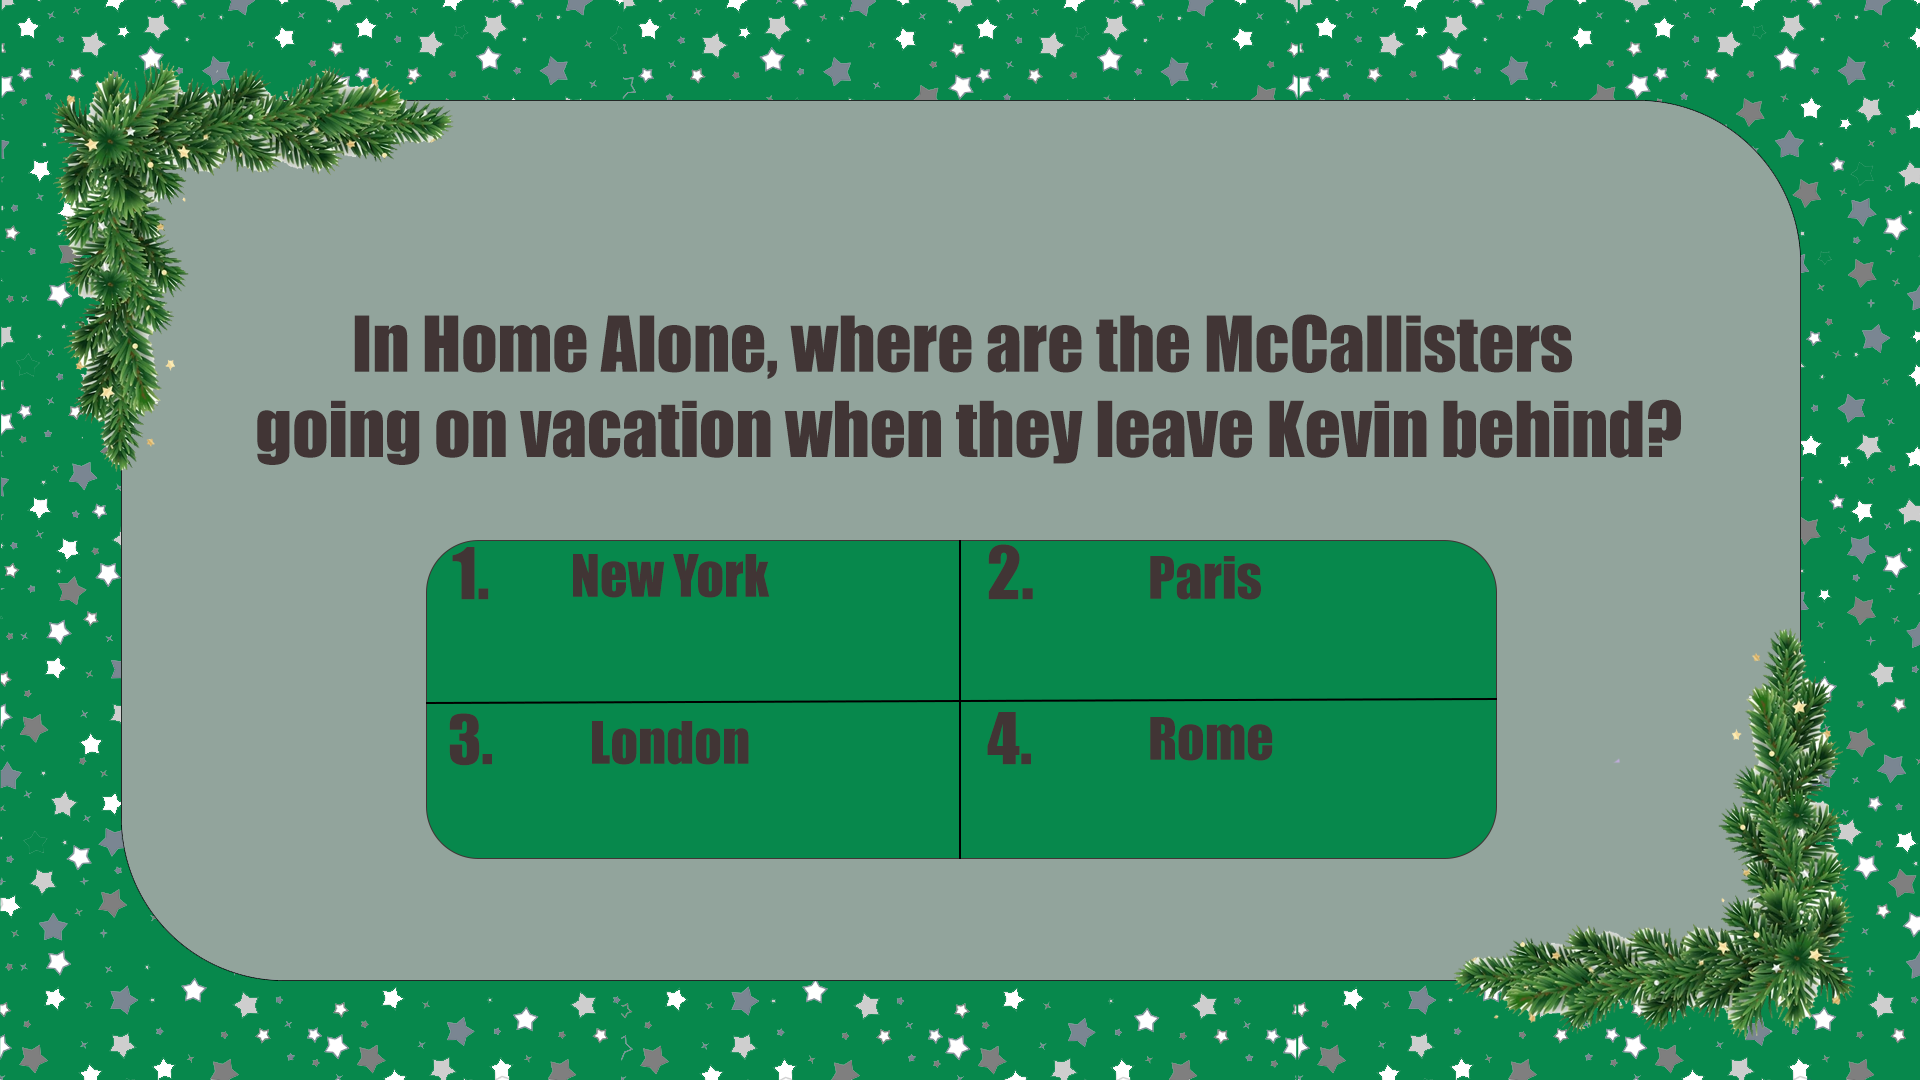 In Home Alone, where are the McCallisters
going on vacation when they leave Kevin behind?
1. New York
2. Paris
3. London
4. Rome